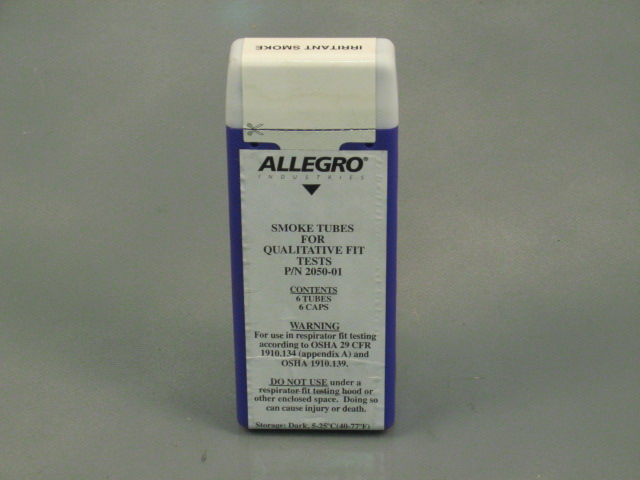 IRRITANT SMOKE
ALLEGRO®
INDUSTRIES
SMOKE TUBES
FOR
QUALITATIVE FIT
TESTS
P/N 2050-01
CONTENTS
6 TUBES
6 CAPS
WARNING
For use in respirator fit testing
according to OSHA 29 CFR
1910.134 (appendix A) and
OSHA 1910.139.
DO NOT USE under a
respirator fit testing hood or
other enclosed space. Doing so
can cause injury or death.
Storage: Dark, 5-25°C(40-77°F)